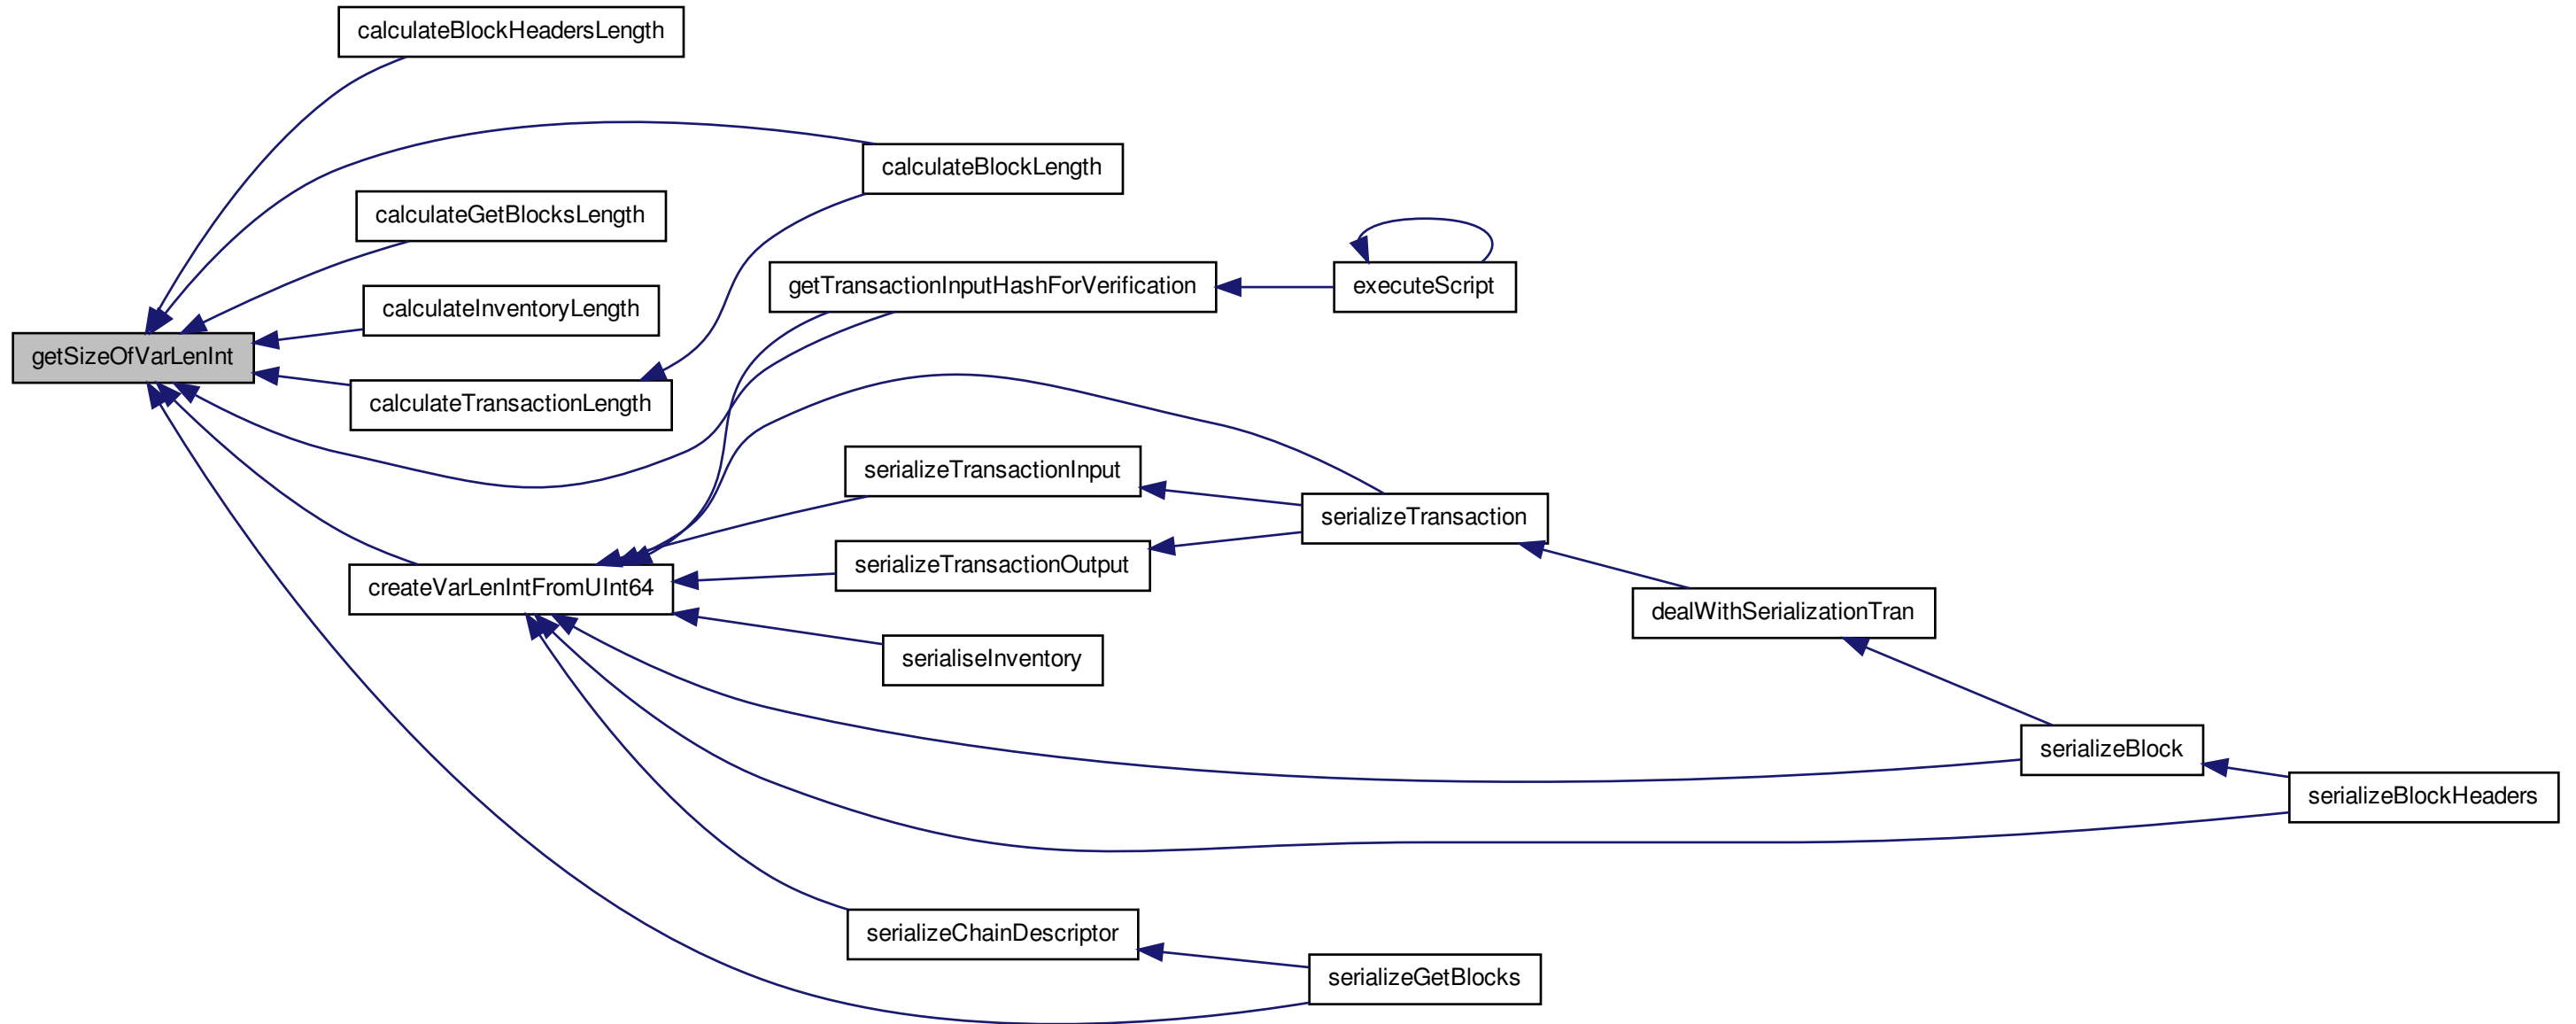 calculateBlockHeadersLength
calculateBlockLength
calculateGetBlocksLength
getTransactionInputHashForVerification
executeScript
calculateInventoryLength
getSizeOfVarLenInt
calculateTransactionLength
serializeTransactionInput
serializeTransaction
serializeTransactionOutput
createVarLenIntFromUInt64
dealWithSerializationTran
serialiseInventory
serializeBlock
serializeBlockHeaders
serializeChainDescriptor
serializeGetBlocks